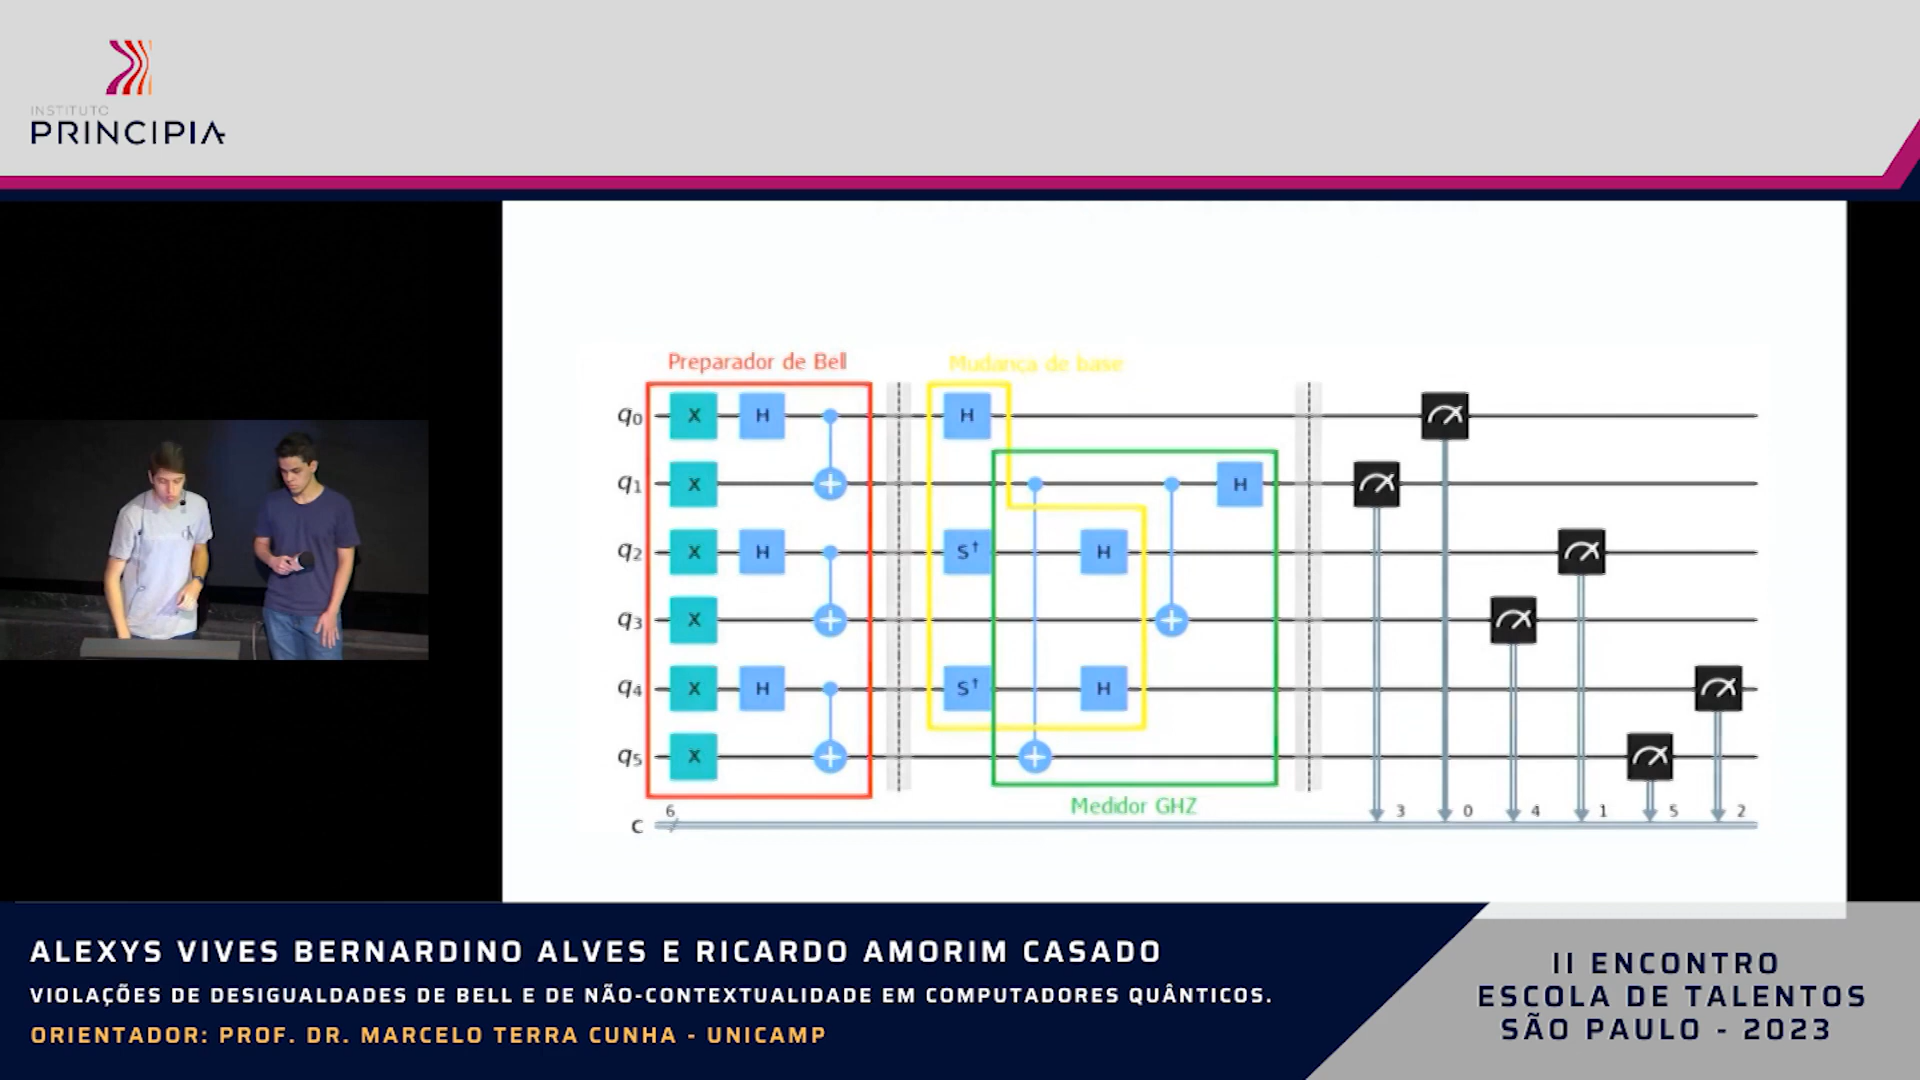 INSTITUTO
PRINCIPIA
Preparador de Bell
Mudança de base
q0 X H H
q1 X H
q2 X H S† H
q3 X
q4 X H S† H
q5 X
Medidor GHZ
c 6 3 0 4 1 5 2
ALEXYS VIVES BERNARDINO ALVES E RICARDO AMORIM CASADO
VIOLAÇÕES DE DESIGUALDADES DE BELL E DE NÃO-CONTEXTUALIDADE EM COMPUTADORES QUÂNTICOS.
ORIENTADOR: PROF. DR. MARCELO TERRA CUNHA - UNICAMP
II ENCONTRO
ESCOLA DE TALENTOS
SÃO PAULO - 2023